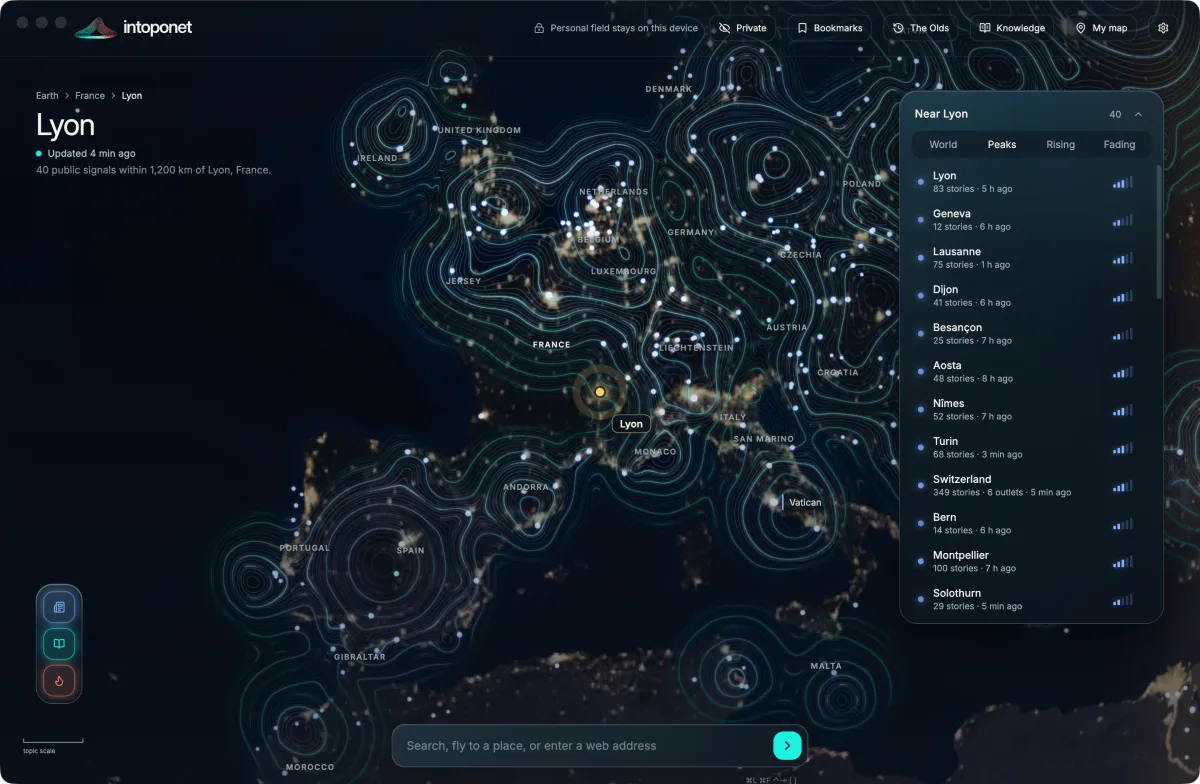 intoponet
Personal field stays on this device
Private
Bookmarks
The Olds
Knowledge
My map
Earth > France > Lyon
Lyon
Updated 4 min ago
40 public signals within 1,200 km of Lyon, France.
DENMARK
UNITED KINGDOM
IRELAND
POLAND
NETHERLANDS
GERMANY
BELGIUM
CZECHIA
LUXEMBOURG
JERSEY
AUSTRIA
FRANCE
LIECHTENSTEIN
CROATIA
ITALY
Lyon
SAN MARINO
MONACO
ANDORRA
Vatican
PORTUGAL
SPAIN
GIBRALTAR
MALTA
MOROCCO
Near Lyon
40
World
Peaks
Rising
Fading
Lyon
83 stories · 5 h ago
Geneva
12 stories · 6 h ago
Lausanne
75 stories · 1 h ago
Dijon
41 stories · 6 h ago
Besançon
25 stories · 7 h ago
Aosta
48 stories · 8 h ago
Nîmes
52 stories · 7 h ago
Turin
68 stories · 3 min ago
Switzerland
349 stories · 6 outlets · 5 min ago
Bern
14 stories · 6 h ago
Montpellier
100 stories · 7 h ago
Solothurn
29 stories · 5 min ago
topic scale
Search, fly to a place, or enter a web address
⌘L ⌘F